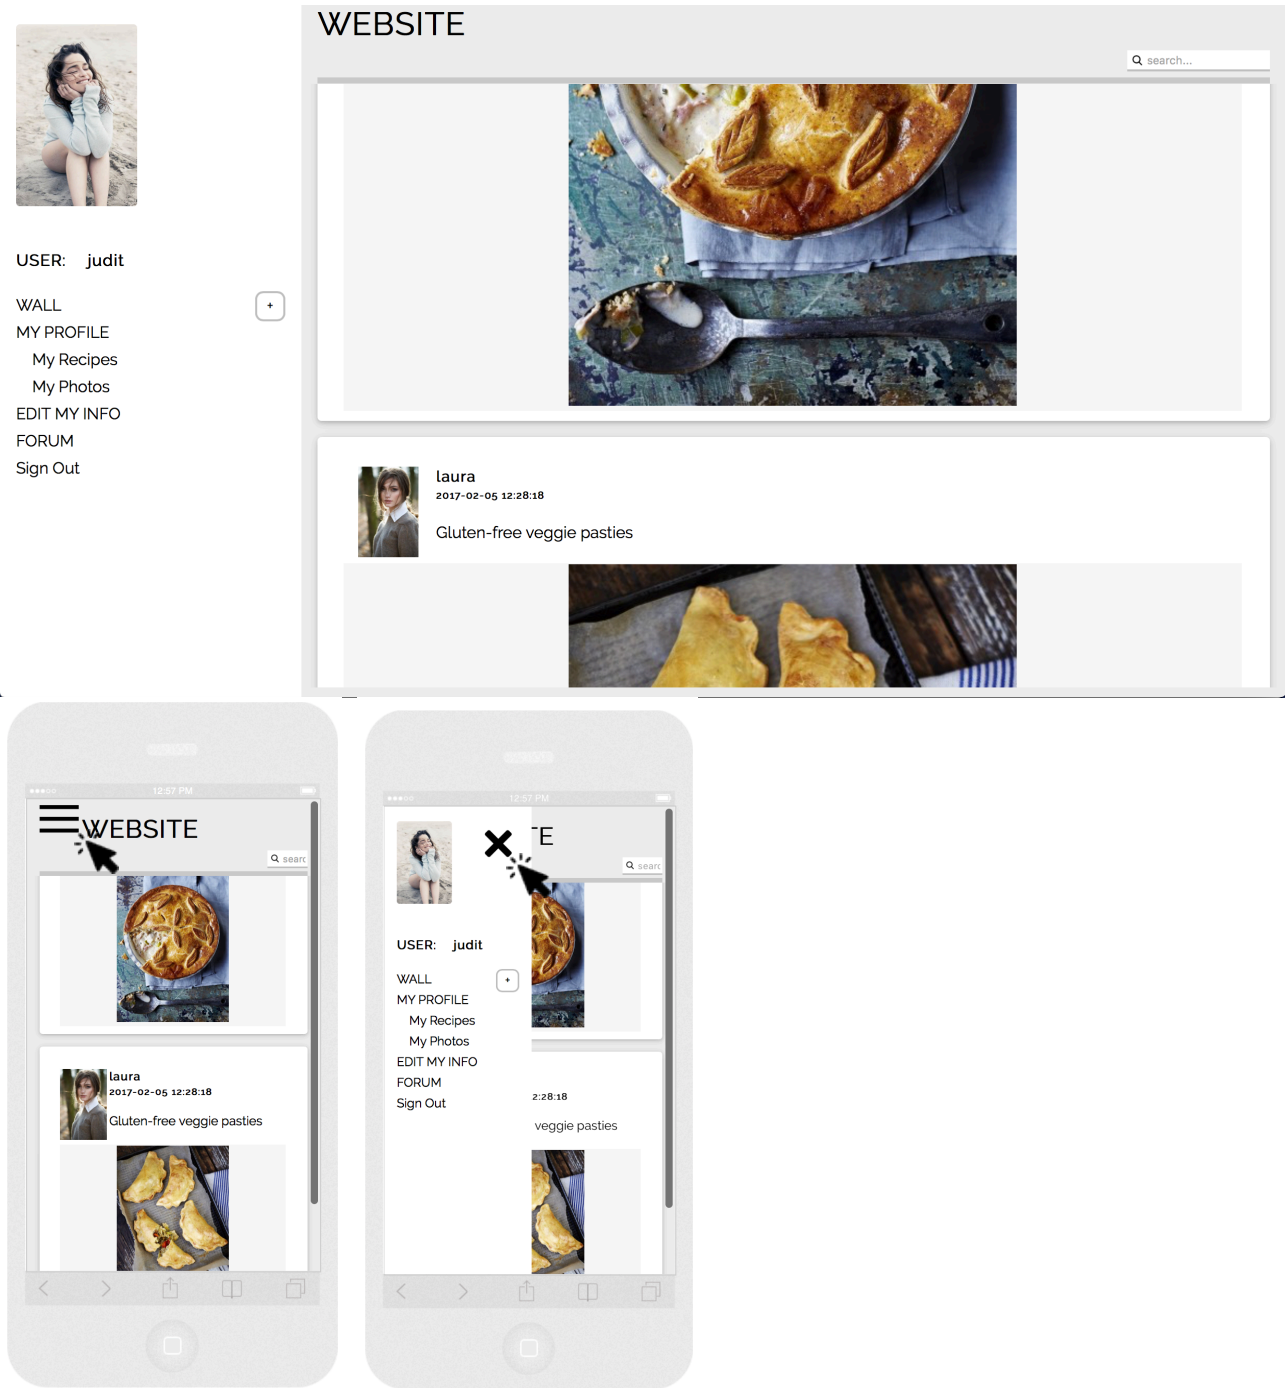 WEBSITE
search...
USER: judit
WALL +
MY PROFILE
My Recipes
My Photos
EDIT MY INFO
FORUM
Sign Out
laura
2017-02-05 12:28:18
Gluten-free veggie pasties
12:57 PM
WEBSITE
searc
laura
2017-02-05 12:28:18
Gluten-free veggie pasties
12:57 PM
TE
searc
USER: judit
WALL +
MY PROFILE
My Recipes
My Photos
EDIT MY INFO
FORUM
Sign Out
2:28:18
veggie pasties